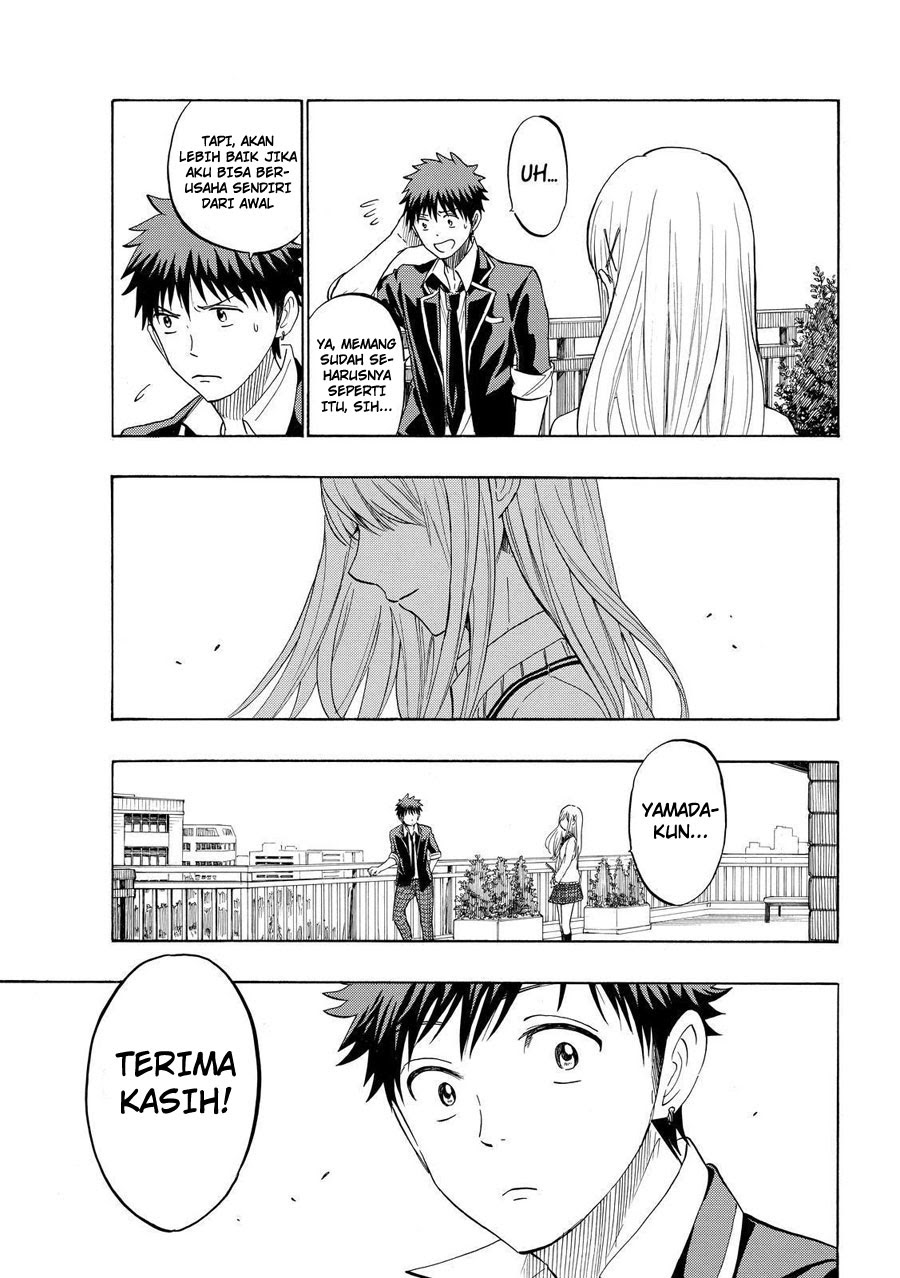 UH...
YA, MEMANG
SUDAH SE-
HARUSNYA
SEPERTI
ITU, SIH...
TAPI, AKAN
LEBIH BAIK JIKA
AKU BISA BER-
USAHA SENDIRI
DARI AWAL
YAMADA-
KUN...
TERIMA
KASIH!